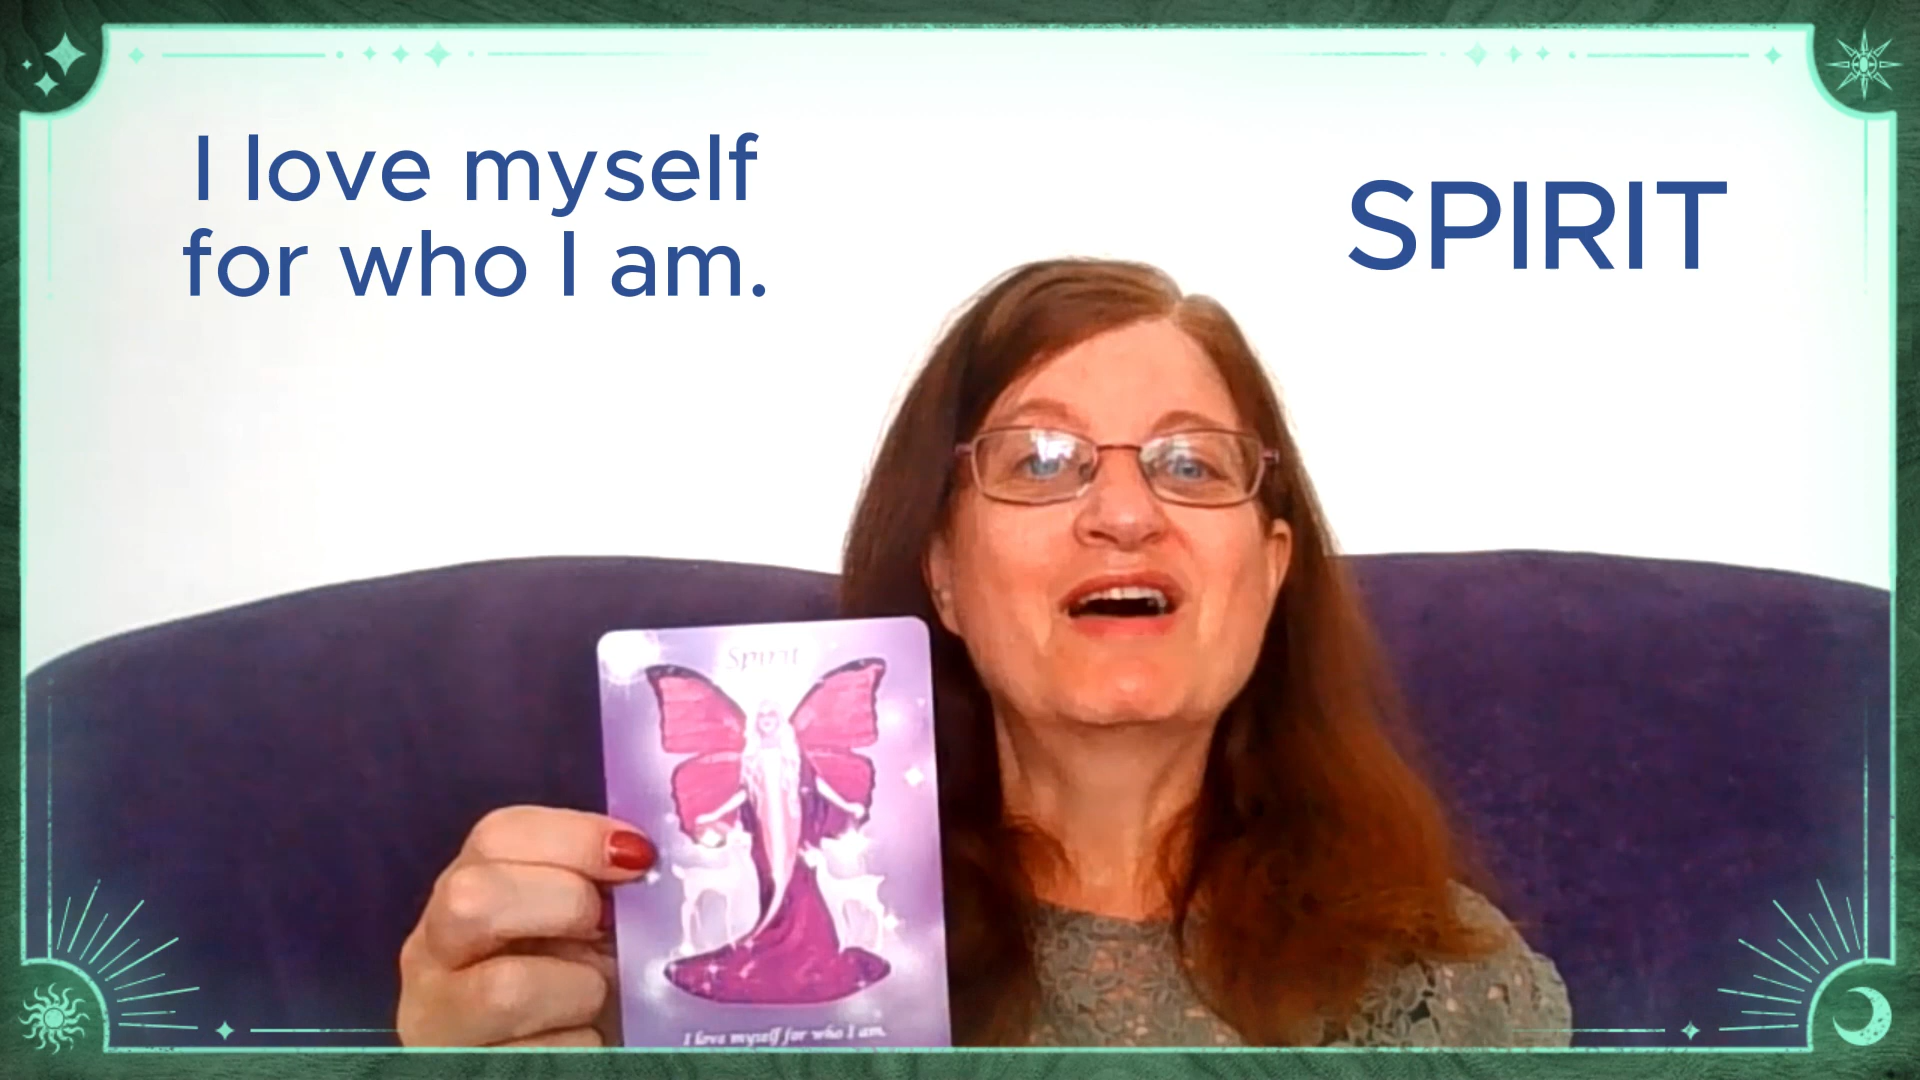 I love myself
for who I am.
SPIRIT
Spirit
I love myself for who I am.